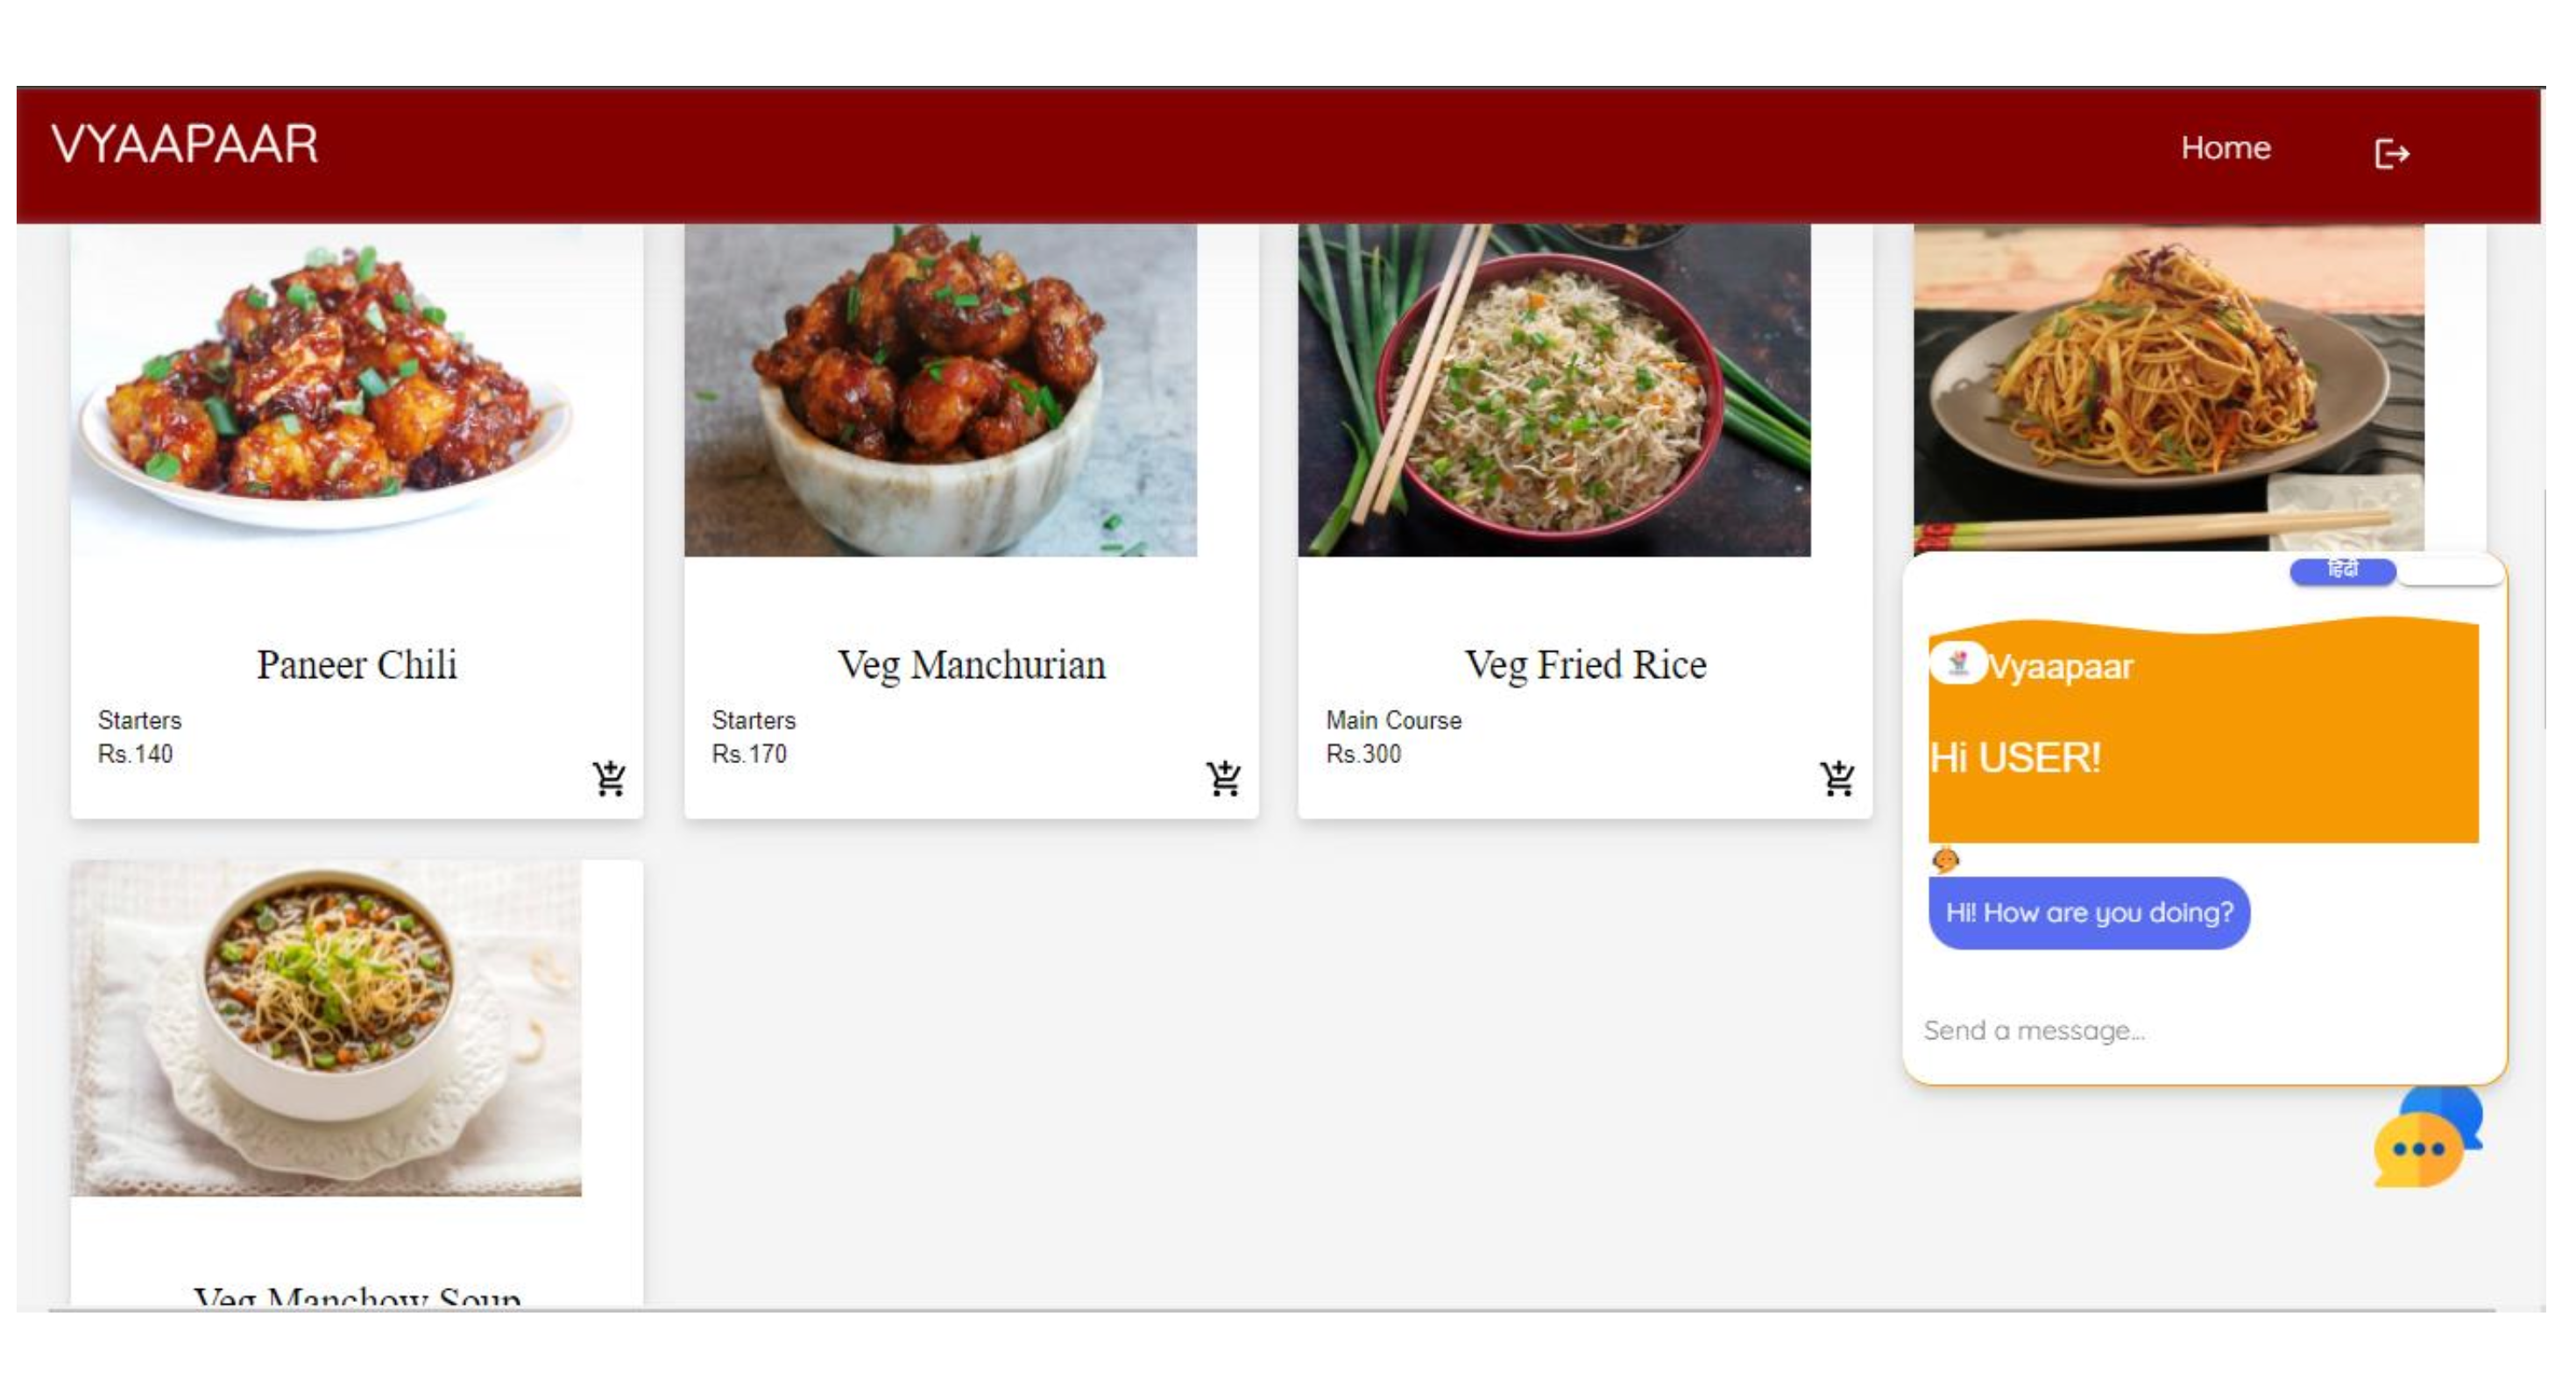 VYAAPAAR
Home
Paneer Chili
Starters
Rs.140
Veg Manchurian
Starters
Rs.170
Veg Fried Rice
Main Course
Rs.300
Veg Manchow Soup
हिंदी
Vyaapaar
Hi USER!
Hi! How are you doing?
Send a message...